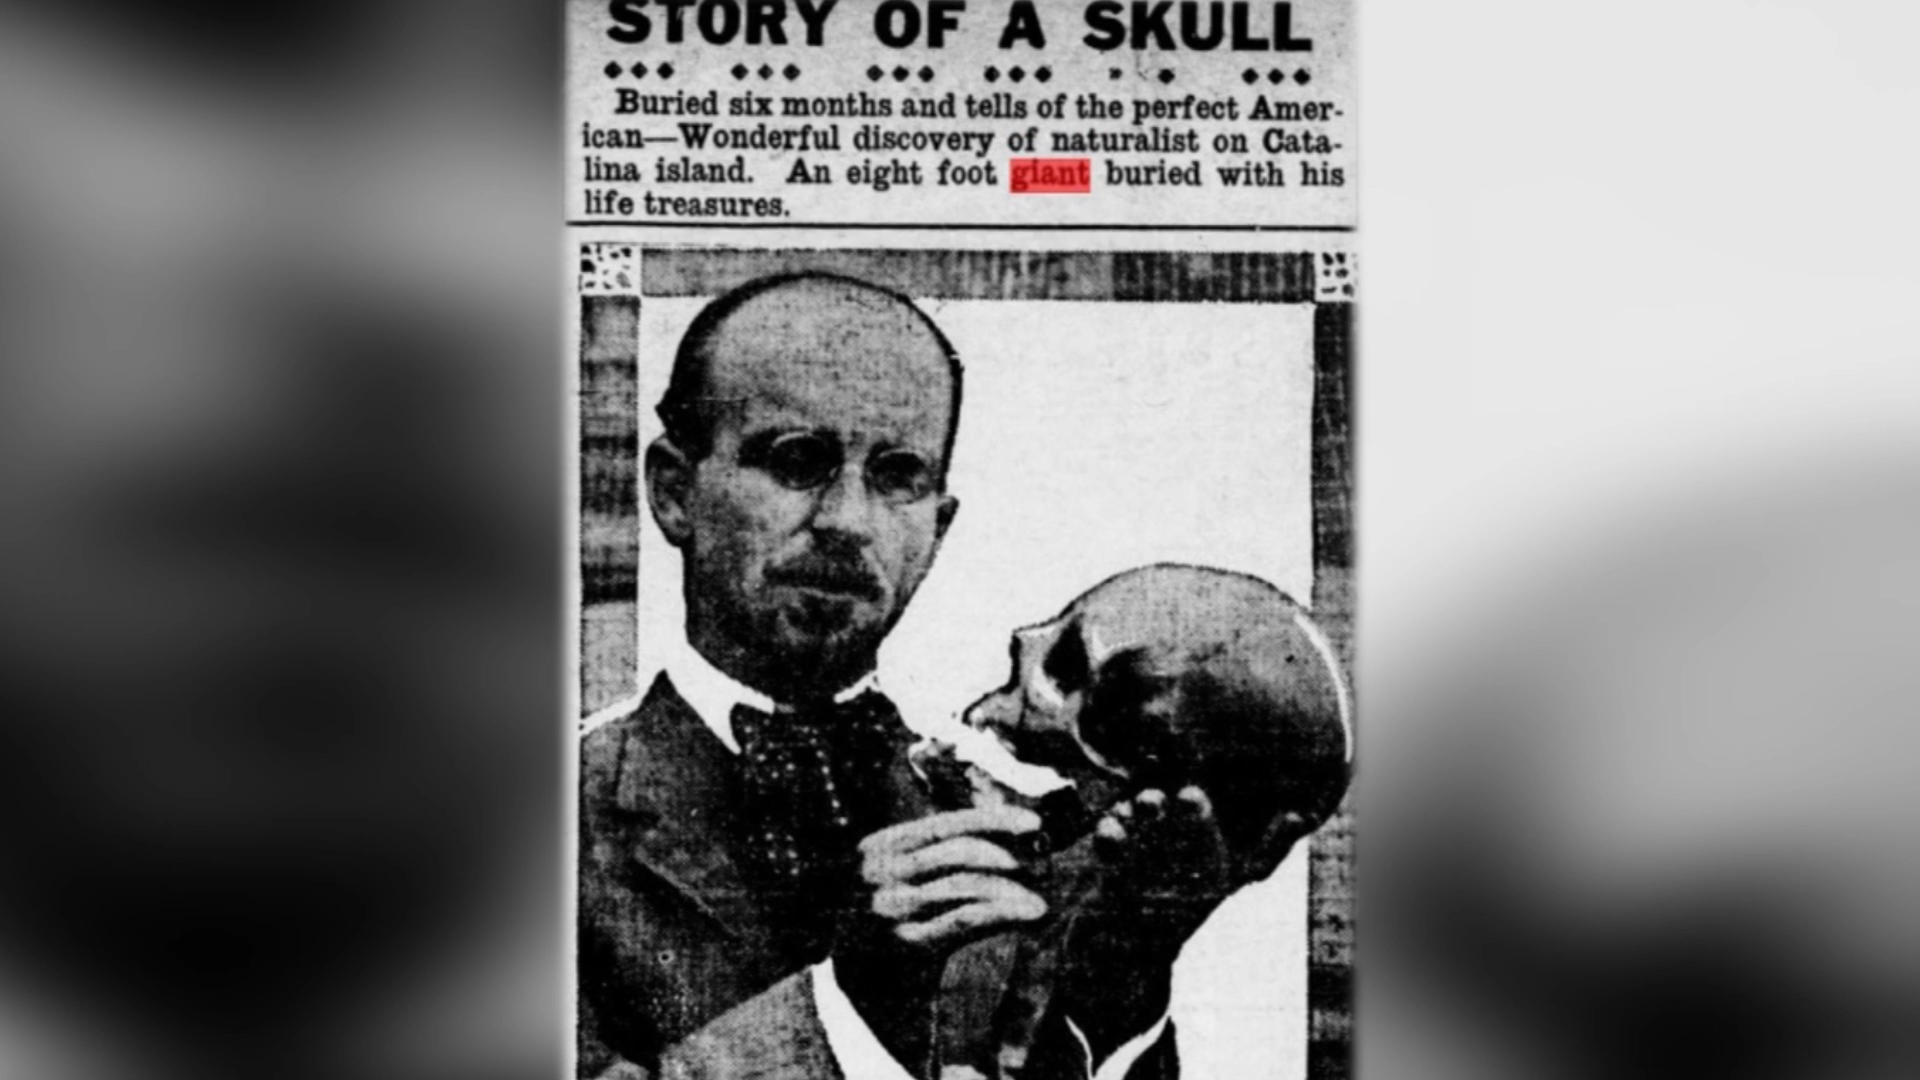 STORY OF A SKULL
Buried six months and tells of the perfect Amer-
ican—Wonderful discovery of naturalist on Cata-
lina island. An eight foot giant buried with his
life treasures.